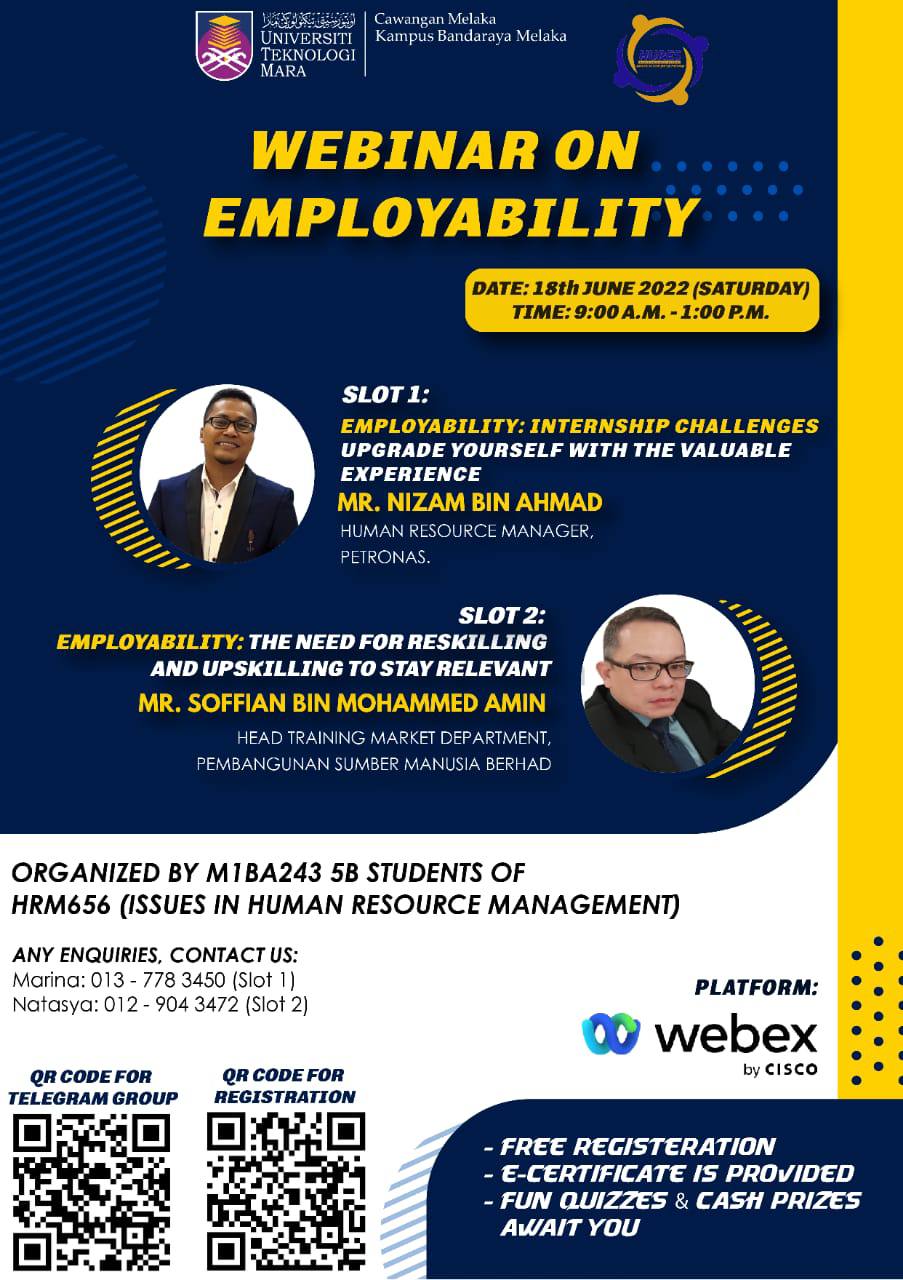 UNIVERSITI
TEKNOLOGI
MARA
Cawangan Melaka
Kampus Bandaraya Melaka
WEBINAR ON
EMPLOYABILITY
DATE: 18th JUNE 2022 (SATURDAY)
TIME: 9:00 A.M. - 1:00 P.M.
SLOT 1:
EMPLOYABILITY: INTERNSHIP CHALLENGES
UPGRADE YOURSELF WITH THE VALUABLE
EXPERIENCE
MR. NIZAM BIN AHMAD
HUMAN RESOURCE MANAGER,
PETRONAS.
SLOT 2:
EMPLOYABILITY: THE NEED FOR RESKILLING
AND UPSKILLING TO STAY RELEVANT
MR. SOFFIAN BIN MOHAMMED AMIN
HEAD TRAINING MARKET DEPARTMENT,
PEMBANGUNAN SUMBER MANUSIA BERHAD
ORGANIZED BY M1BA243 5B STUDENTS OF
HRM656 (ISSUES IN HUMAN RESOURCE MANAGEMENT)
ANY ENQUIRIES, CONTACT US:
Marina: 013 - 778 3450 (Slot 1)
Natasya: 012 - 904 3472 (Slot 2)
PLATFORM:
webex
by CISCO
QR CODE FOR
TELEGRAM GROUP
QR CODE FOR
REGISTRATION
- FREE REGISTERATION
- E-CERTIFICATE IS PROVIDED
- FUN QUIZZES & CASH PRIZES
AWAIT YOU